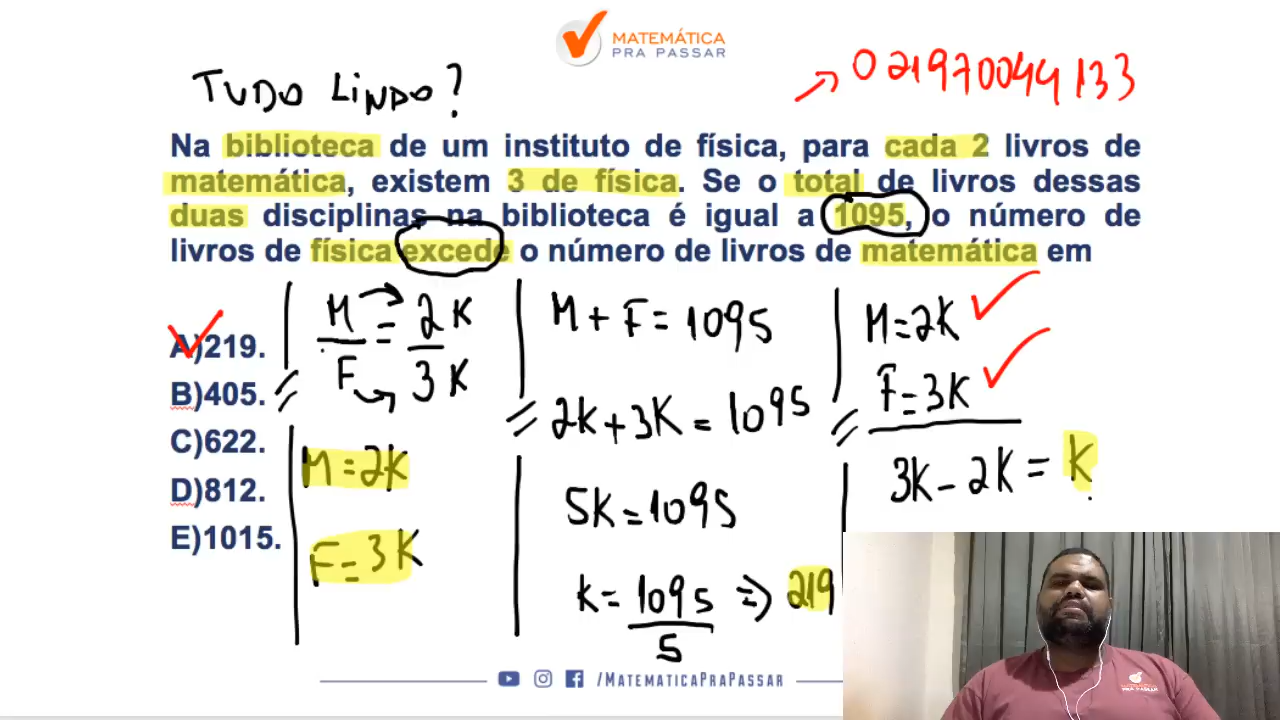 MATEMÁTICA
PRA PASSAR
TUDO LINDO?
021970044133
Na biblioteca de um instituto de física, para cada 2 livros de
matemática, existem 3 de física. Se o total de livros dessas
duas disciplinas na biblioteca é igual a 1095, o número de
livros de física excede o número de livros de matemática em
A)219.
B)405.
C)622.
D)812.
E)1015.
M/F = 2K/3K
M=2K
F=3K
M+F=1095
2K+3K=1095
5K=1095
K=1095/5 => 219
M=2K
F=3K
3K-2K=K
/MATEMATICAPRAPASSAR
MATEMÁTICA
PRA PASSAR